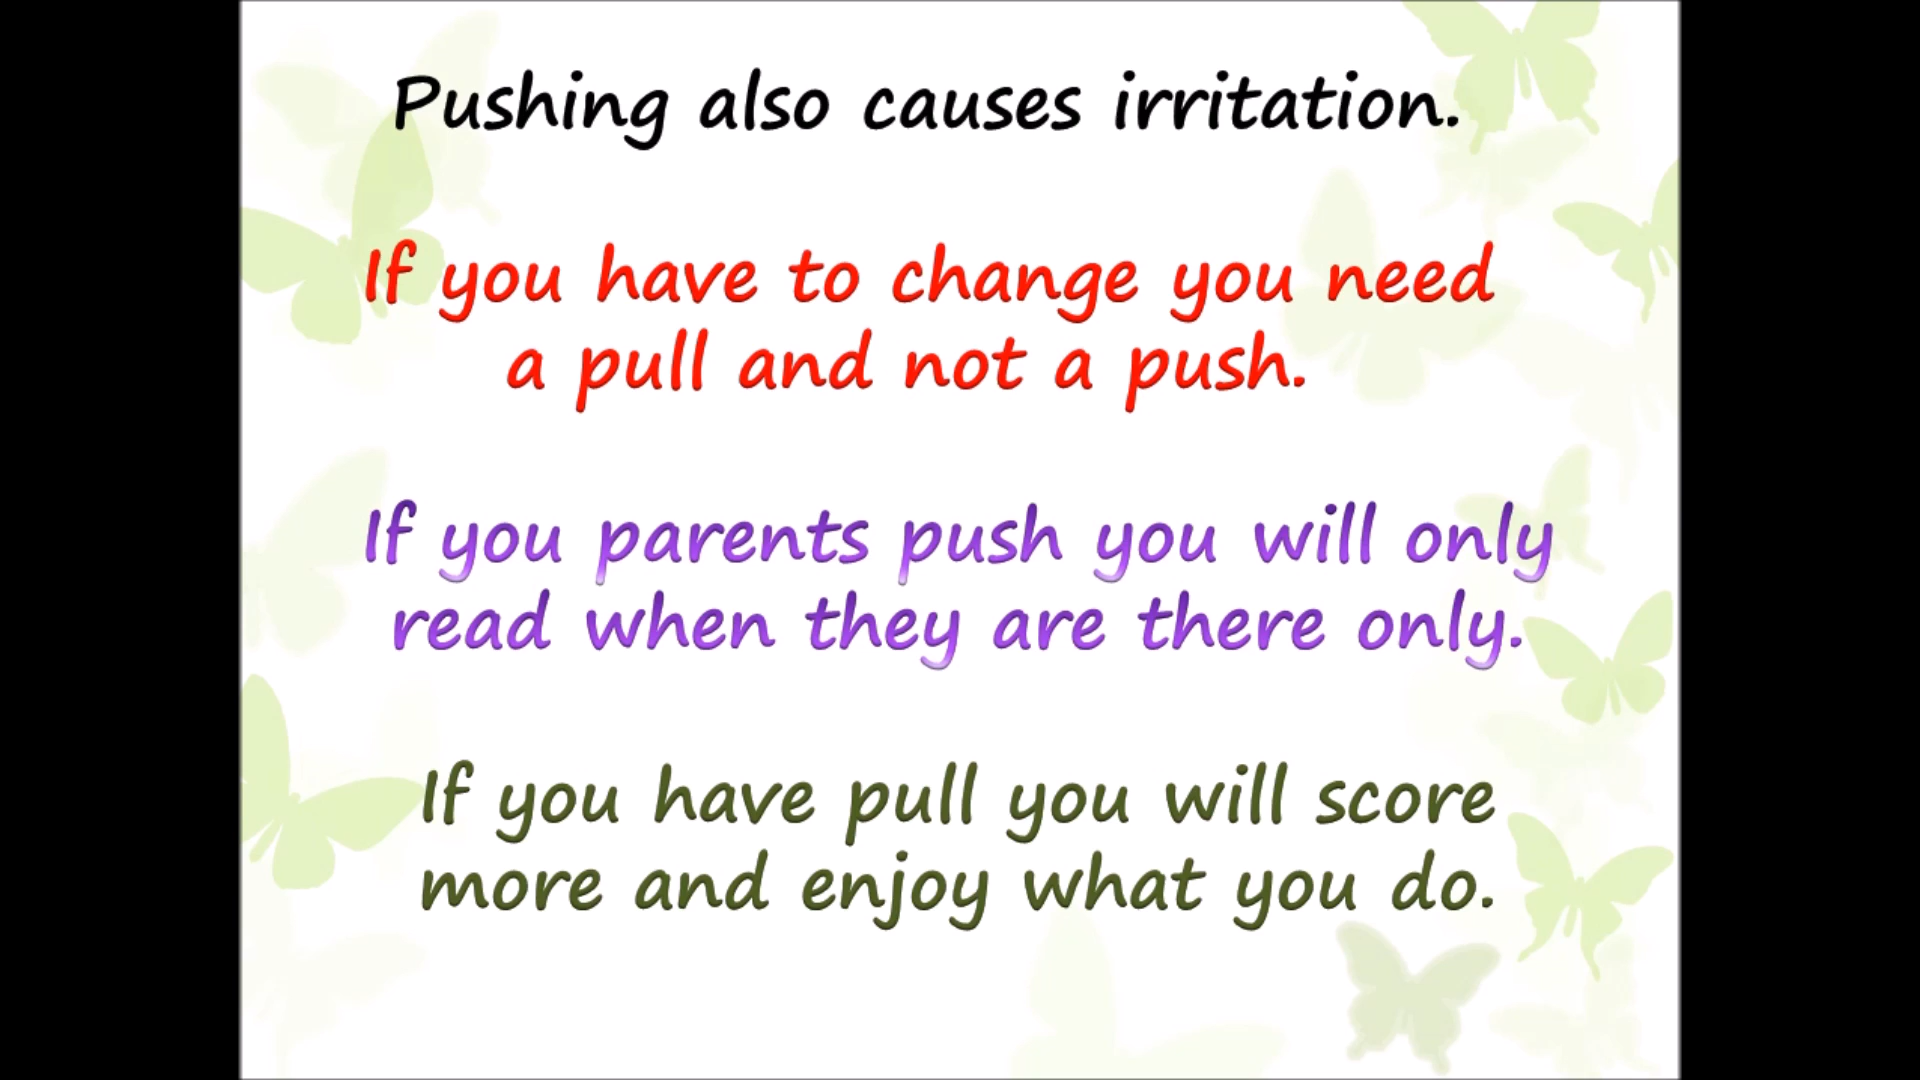 Pushing also causes irritation.
If you have to change you need
a pull and not a push.
If you parents push you will only
read when they are there only.
If you have pull you will score
more and enjoy what you do.